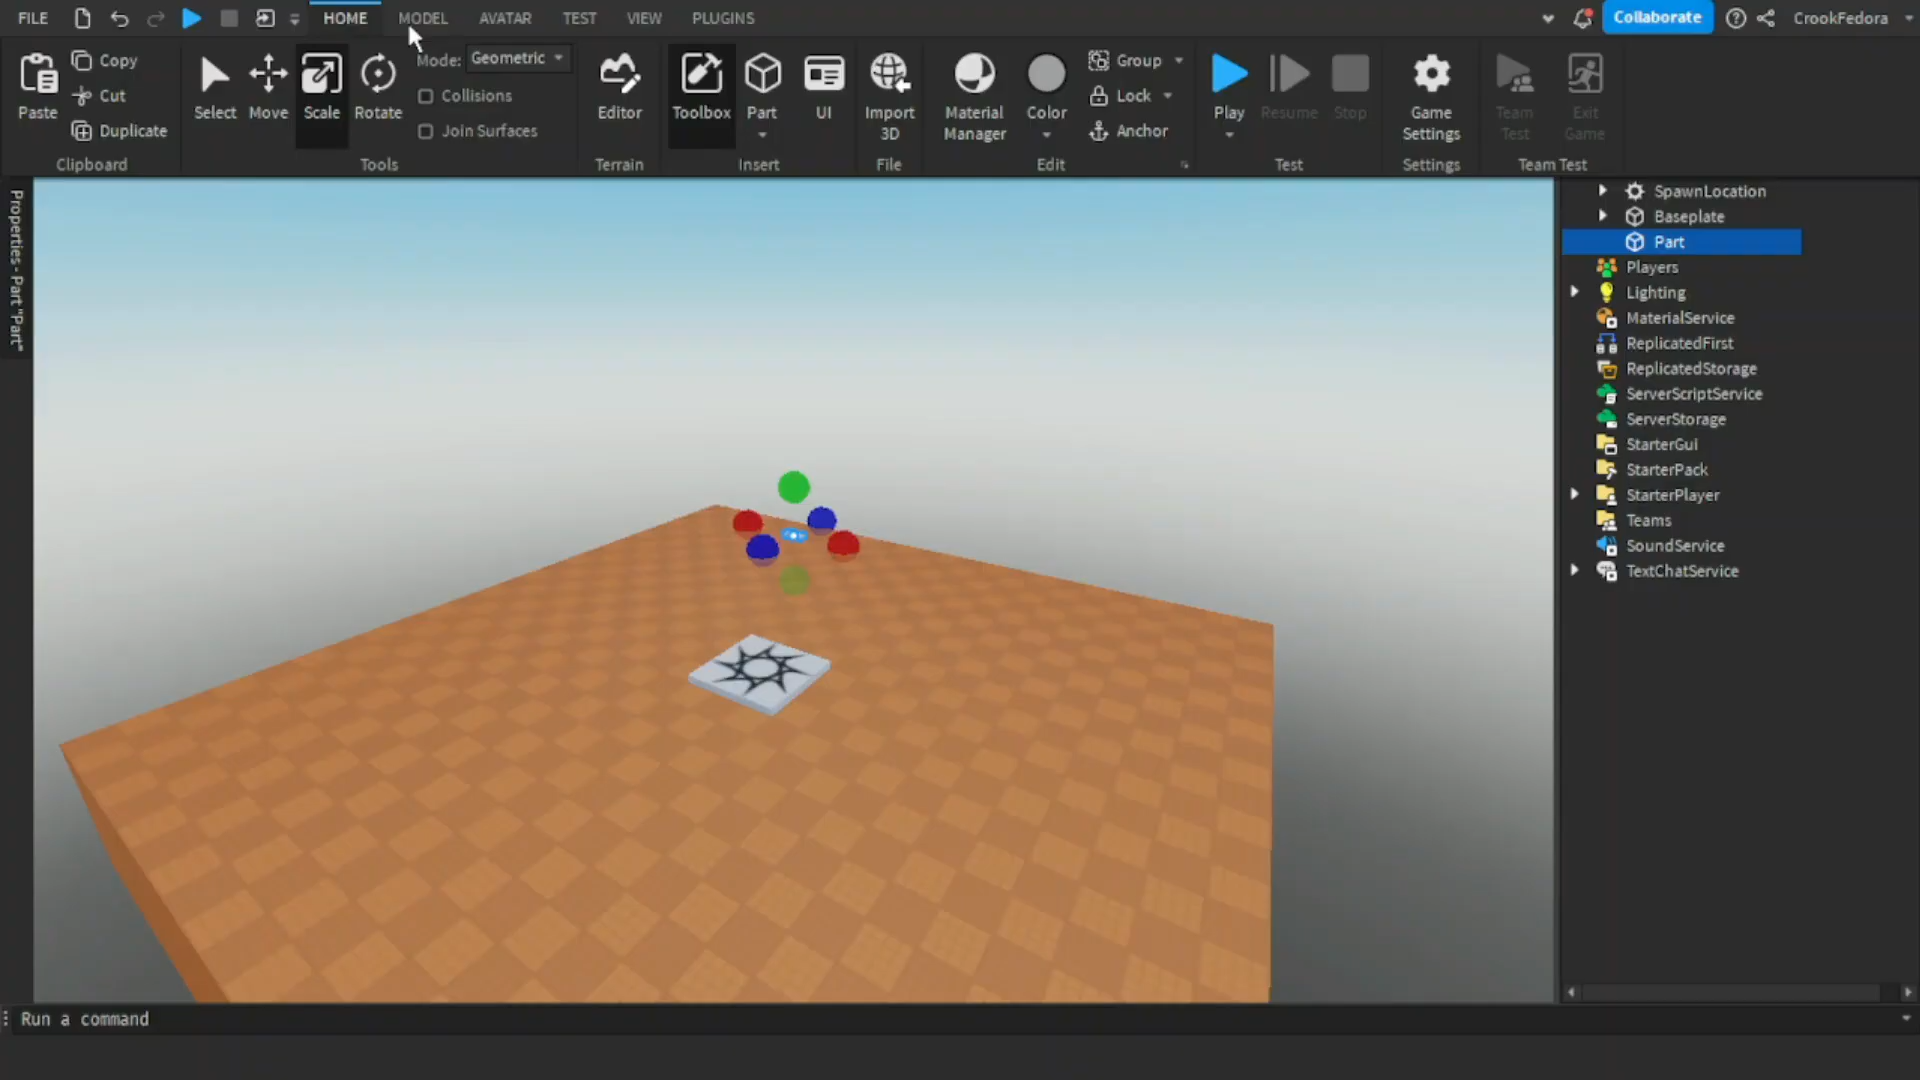 FILE HOME MODEL AVATAR TEST VIEW PLUGINS Collaborate CrookFedora
Paste Copy Cut Duplicate
Clipboard
Select Move Scale Rotate Mode: Geometric
Collisions
Join Surfaces
Tools
Editor
Terrain
Toolbox Part UI
Insert
Import 3D
File
Material Manager Color Group Lock Anchor
Edit
Play Resume Stop
Test
Game Settings
Settings
Team Test Exit Game
Team Test
Properties - Part "Part"
SpawnLocation
Baseplate
Part
Players
Lighting
MaterialService
ReplicatedFirst
ReplicatedStorage
ServerScriptService
ServerStorage
StarterGui
StarterPack
StarterPlayer
Teams
SoundService
TextChatService
Run a command